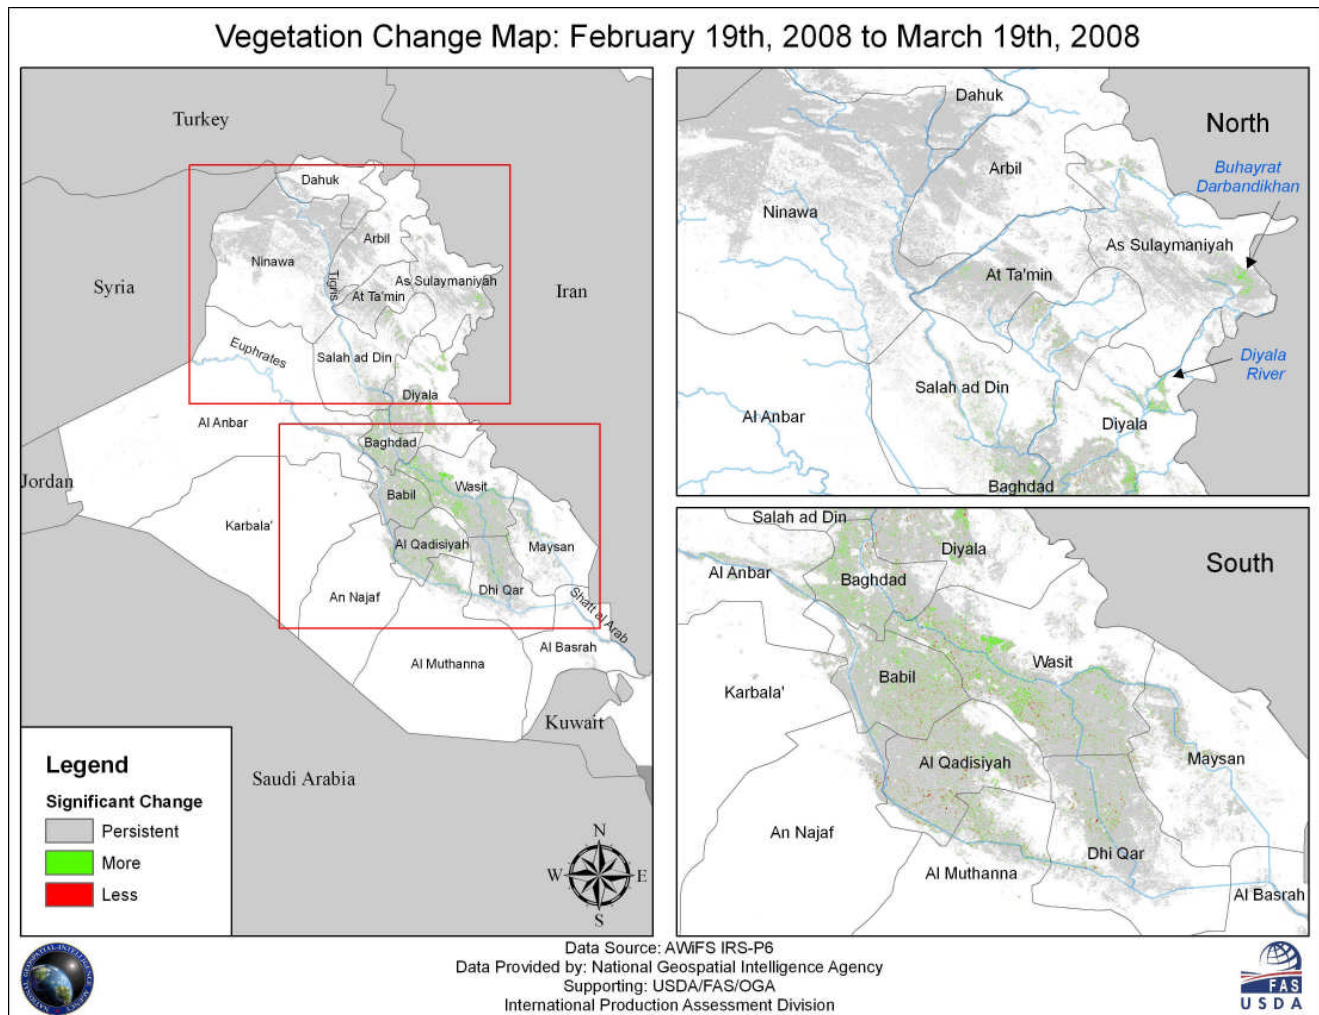 Vegetation Change Map: February 19th, 2008 to March 19th, 2008
Turkey
Dahuk
Arbil
Ninawa
Tigris
As Sulaymaniyah
At Ta'min
Syria
Iran
Euphrates
Salah ad Din
Diyala
Al Anbar
Baghdad
Jordan
Wasit
Babil
Karbala'
Al Qadisiyah
Maysan
Dhi Qar
An Najaf
Shatt al Arab
Al Basrah
Al Muthanna
Kuwait
Saudi Arabia
Legend
Significant Change
Persistent
More
Less
N
W
E
S
Dahuk
North
Arbil
Buhayrat
Darbandikhan
Ninawa
As Sulaymaniyah
At Ta'min
Salah ad Din
Diyala
River
Al Anbar
Diyala
Baghdad
Salah ad Din
Diyala
South
Al Anbar
Baghdad
Wasit
Babil
Karbala'
Al Qadisiyah
Maysan
An Najaf
Dhi Qar
Al Muthanna
Al Basrah
Data Source: AWiFS IRS-P6
Data Provided by: National Geospatial Intelligence Agency
Supporting: USDA/FAS/OGA
International Production Assessment Division
NATIONAL GEOSPATIAL-INTELLIGENCE AGENCY
FAS
USDA